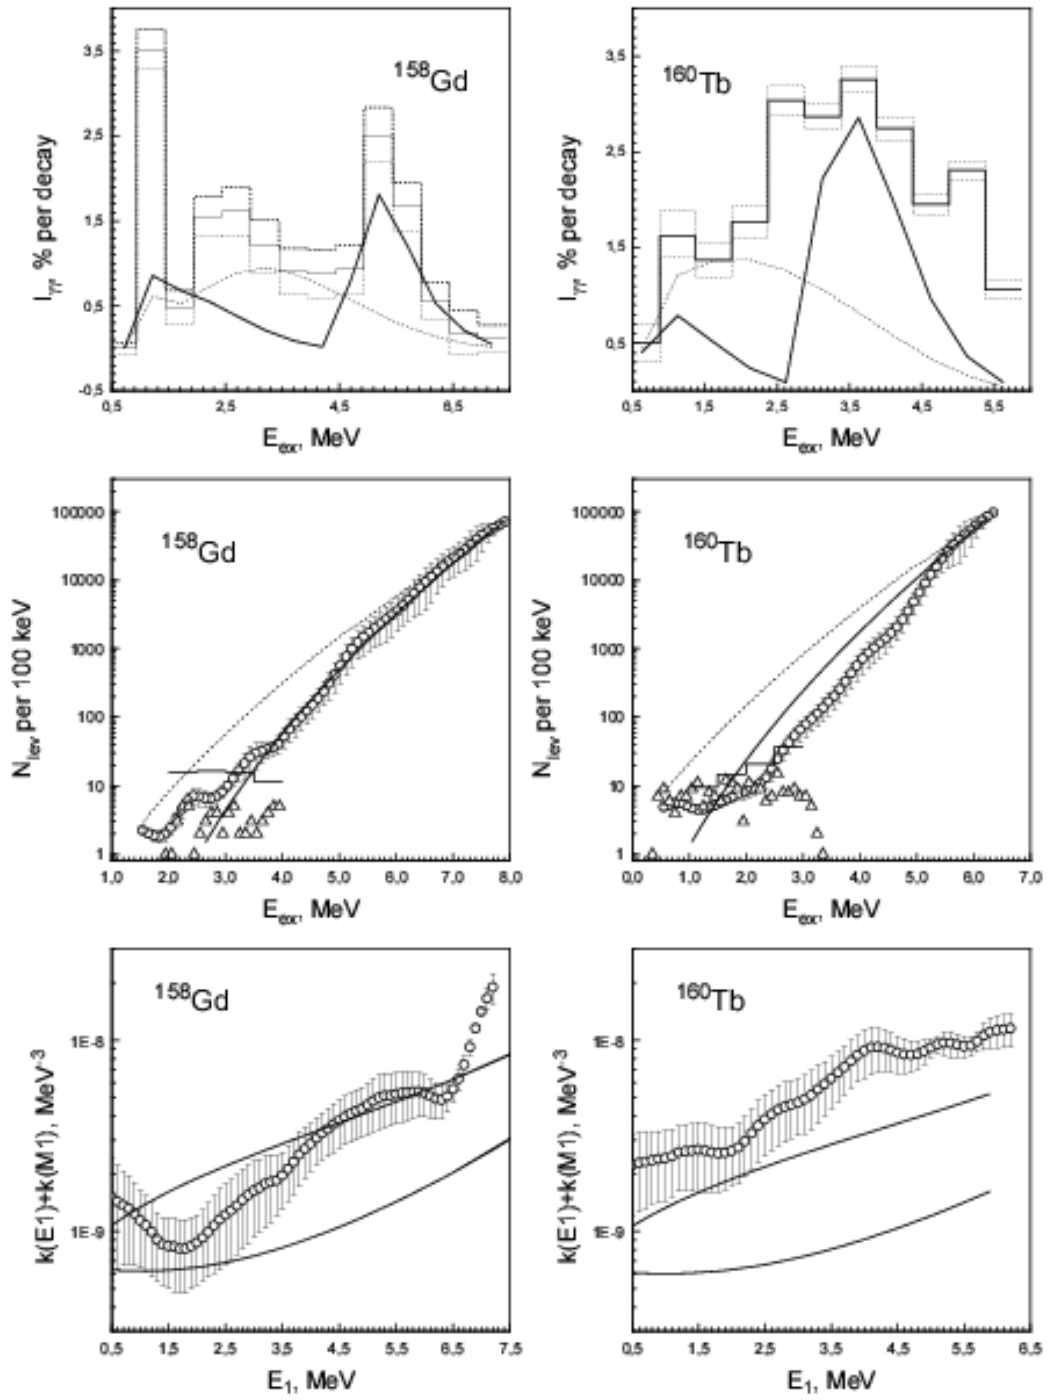 3,5
2,5
1,5
0,5
-0,5
I_γγ, % per decay
¹⁵⁸Gd
0,5 2,5 4,5 6,5
E_ex, MeV
3,5
2,5
1,5
0,5
I_γγ, % per decay
¹⁶⁰Tb
0,5 1,5 2,5 3,5 4,5 5,5
E_ex, MeV
100000
10000
1000
100
10
1
N_lev per 100 keV
¹⁵⁸Gd
1,0 2,0 3,0 4,0 5,0 6,0 7,0 8,0
E_ex, MeV
100000
10000
1000
100
10
1
N_lev per 100 keV
¹⁶⁰Tb
0,0 1,0 2,0 3,0 4,0 5,0 6,0 7,0
E_ex, MeV
1E-8
1E-9
k(E1)+k(M1), MeV⁻³
¹⁵⁸Gd
0,5 1,5 2,5 3,5 4,5 5,5 6,5 7,5
E₁, MeV
1E-8
1E-9
k(E1)+k(M1), MeV⁻³
¹⁶⁰Tb
0,5 1,5 2,5 3,5 4,5 5,5 6,5
E₁, MeV